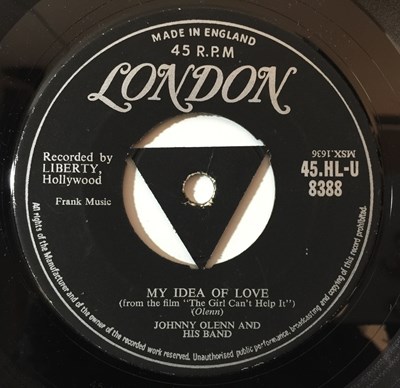 MADE IN ENGLAND
45 R.P.M
LONDON
Recorded by
LIBERTY,
Hollywood
Frank Music
MSX.1636
45.HL-U
8388
MY IDEA OF LOVE
(from the film "The Girl Can't Help It")
(Olenn)
JOHNNY OLENN AND
HIS BAND
All rights of the Manufacturer and of the owner of the recorded work reserved. Unauthorised public performance, broadcasting and copying of this record prohibited.